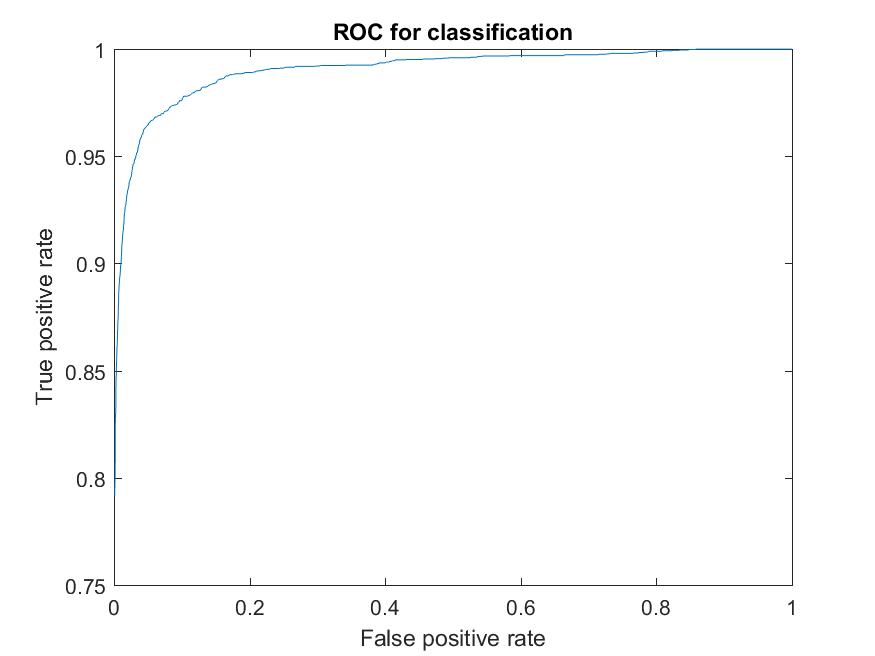 ROC for classification
1
0.95
0.9
0.85
0.8
0.75
True positive rate
0 0.2 0.4 0.6 0.8 1
False positive rate